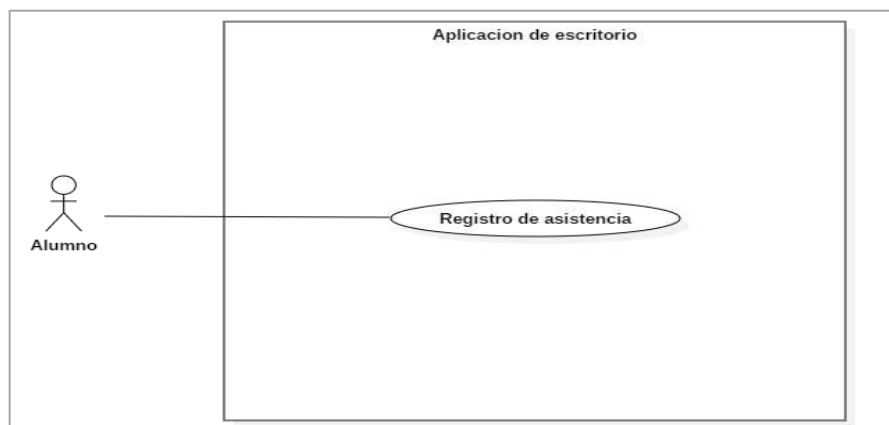 Aplicacion de escritorio
Registro de asistencia
Alumno